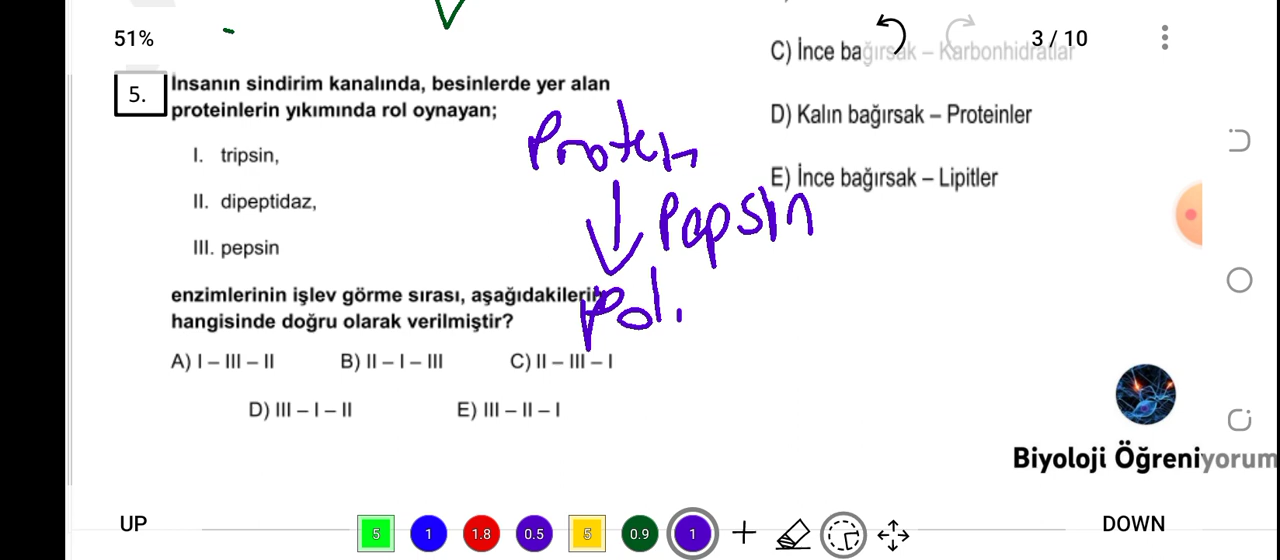 51%
3 / 10
5.
İnsanın sindirim kanalında, besinlerde yer alan
proteinlerin yıkımında rol oynayan;
I. tripsin,
II. dipeptidaz,
III. pepsin
enzimlerinin işlev görme sırası, aşağıdakilerin
hangisinde doğru olarak verilmiştir?
A) I – III – II
B) II – I – III
C) II – III – I
D) III – I – II
E) III – II – I
Protein
Pepsin
Pol.
C) İnce bağırsak – Karbonhidratlar
D) Kalın bağırsak – Proteinler
E) İnce bağırsak – Lipitler
Biyoloji Öğreniyorum
UP
5
1
1.8
0.5
5
0.9
1
DOWN